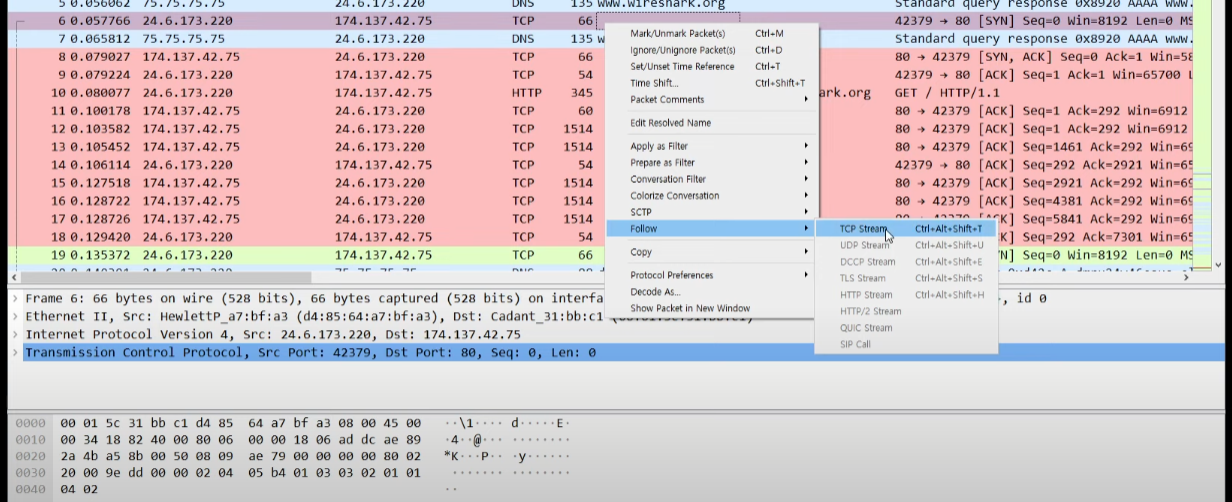 5 0.056062 75.75.75.75 24.6.173.220 DNS 135 www.wireshark.org Standard query response 0x8920 AAAA www.
6 0.057766 24.6.173.220 174.137.42.75 TCP 66 42379 → 80 [SYN] Seq=0 Win=8192 Len=0 MS
7 0.065812 75.75.75.75 24.6.173.220 DNS 135 w Standard query response 0x8920 AAAA www.
8 0.079027 174.137.42.75 24.6.173.220 TCP 66 80 → 42379 [SYN, ACK] Seq=0 Ack=1 Win=58
9 0.079224 24.6.173.220 174.137.42.75 TCP 54 42379 → 80 [ACK] Seq=1 Ack=1 Win=65700 L
10 0.080077 24.6.173.220 174.137.42.75 HTTP 345 ark.org GET / HTTP/1.1
11 0.100178 174.137.42.75 24.6.173.220 TCP 60 80 → 42379 [ACK] Seq=1 Ack=292 Win=6912
12 0.103582 174.137.42.75 24.6.173.220 TCP 1514 80 → 42379 [ACK] Seq=1 Ack=292 Win=6912
13 0.105452 174.137.42.75 24.6.173.220 TCP 1514 80 → 42379 [ACK] Seq=1461 Ack=292 Win=69
14 0.106114 24.6.173.220 174.137.42.75 TCP 54 42379 → 80 [ACK] Seq=292 Ack=2921 Win=65
15 0.127518 174.137.42.75 24.6.173.220 TCP 1514 80 → 42379 [ACK] Seq=2921 Ack=292 Win=69
16 0.128722 174.137.42.75 24.6.173.220 TCP 1514 80 → 42379 [ACK] Seq=4381 Ack=292 Win=69
17 0.128726 174.137.42.75 24.6.173.220 TCP 1514 Seq=5841 Ack=292 Win=69
18 0.129420 24.6.173.220 174.137.42.75 TCP 54 K] Seq=292 Ack=7301 Win=65
19 0.135372 24.6.173.220 174.137.42.75 TCP 66 N] Seq=0 Win=8192 Len=0 MS
Mark/Unmark Packet(s) Ctrl+M
Ignore/Unignore Packet(s) Ctrl+D
Set/Unset Time Reference Ctrl+T
Time Shift... Ctrl+Shift+T
Packet Comments
Edit Resolved Name
Apply as Filter
Prepare as Filter
Conversation Filter
Colorize Conversation
SCTP
Follow
Copy
Protocol Preferences
Decode As...
Show Packet in New Window
TCP Stream Ctrl+Alt+Shift+T
UDP Stream Ctrl+Alt+Shift+U
DCCP Stream Ctrl+Alt+Shift+E
TLS Stream Ctrl+Alt+Shift+S
HTTP Stream Ctrl+Alt+Shift+H
HTTP/2 Stream
QUIC Stream
SIP Call
Frame 6: 66 bytes on wire (528 bits), 66 bytes captured (528 bits) on interfa , id 0
Ethernet II, Src: HewlettP_a7:bf:a3 (d4:85:64:a7:bf:a3), Dst: Cadant_31:bb:c1
Internet Protocol Version 4, Src: 24.6.173.220, Dst: 174.137.42.75
Transmission Control Protocol, Src Port: 42379, Dst Port: 80, Seq: 0, Len: 0
0000 00 01 5c 31 bb c1 d4 85 64 a7 bf a3 08 00 45 00 ··\1···· d·····E·
0010 00 34 18 82 40 00 80 06 00 00 18 06 ad dc ae 89 ·4··@··· ········
0020 2a 4b a5 8b 00 50 08 09 ae 79 00 00 00 00 80 02 *K···P·· ·y······
0030 20 00 9e dd 00 00 02 04 05 b4 01 03 03 02 01 01 ········ ········
0040 04 02 ··